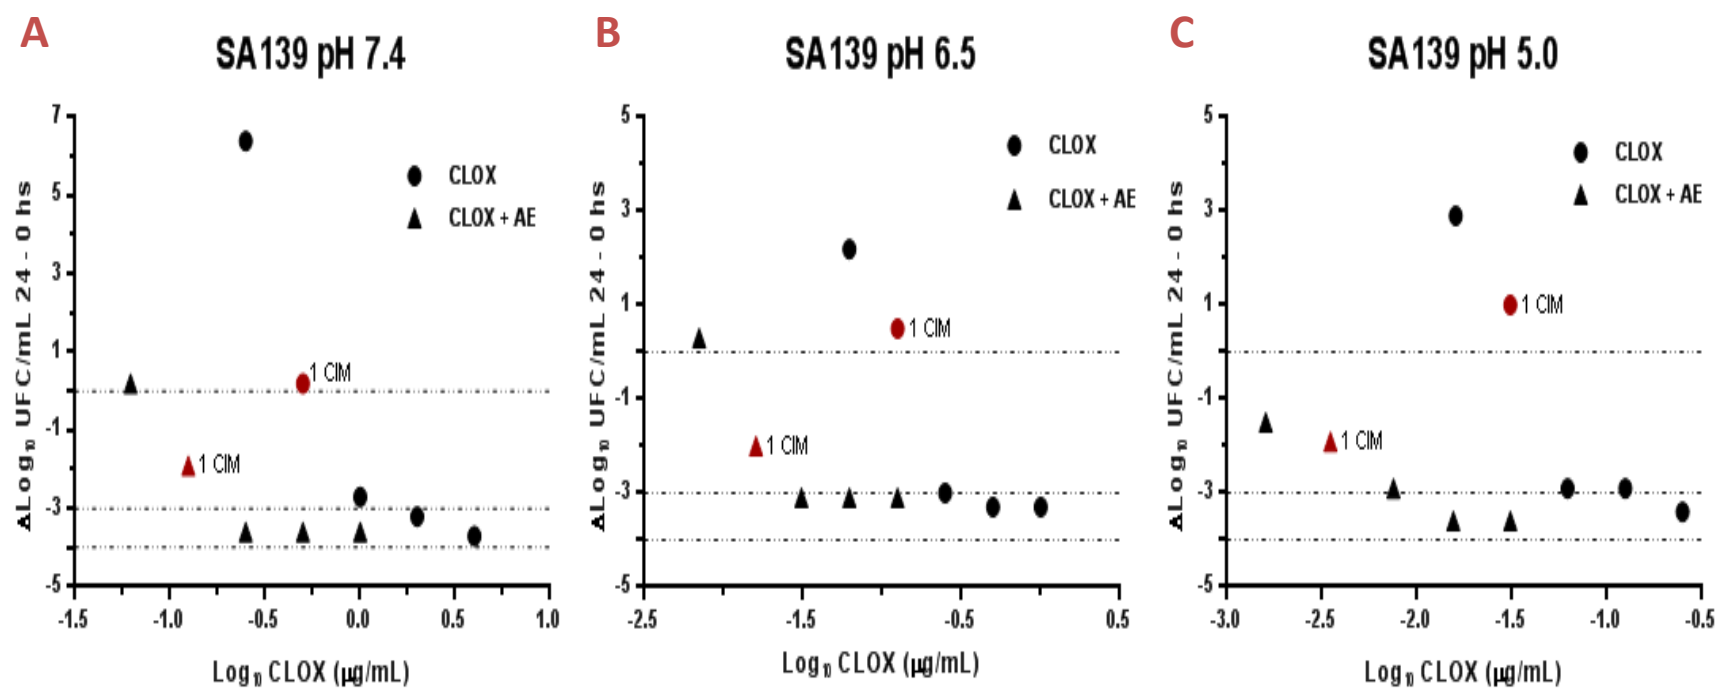 A
SA139 pH 7.4
7
5
3
1
-1
-3
-5
ΔLog₁₀ UFC/mL 24 - 0 hs
CLOX
CLOX + AE
1 CIM
1 CIM
-1.5 -1.0 -0.5 0.0 0.5 1.0
Log₁₀ CLOX (μg/mL)
B
SA139 pH 6.5
5
3
1
-1
-3
-5
ΔLog₁₀ UFC/mL 24 - 0 hs
CLOX
CLOX + AE
1 CIM
1 CIM
-2.5 -1.5 -0.5 0.5
Log₁₀ CLOX (μg/mL)
C
SA139 pH 5.0
5
3
1
-1
-3
-5
ΔLog₁₀ UFC/mL 24 - 0 hs
CLOX
CLOX + AE
1 CIM
1 CIM
-3.0 -2.5 -2.0 -1.5 -1.0 -0.5
Log₁₀ CLOX (μg/mL)